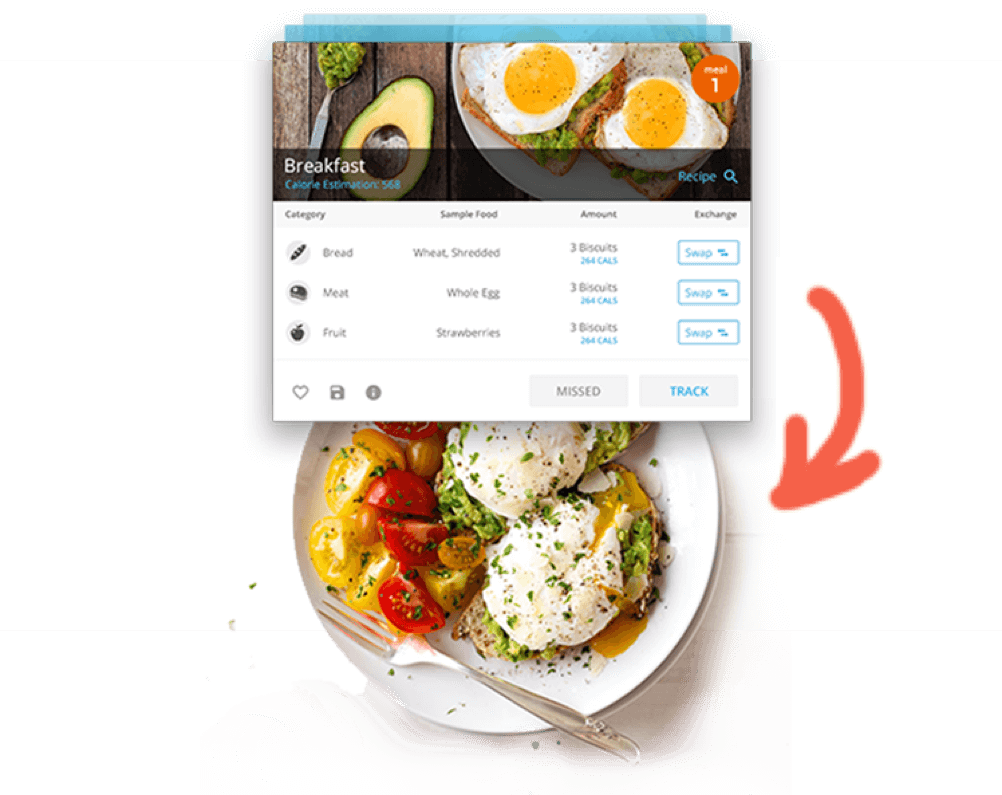 meal
1
Breakfast
Calorie Estimation: 568
Recipe
Category Sample Food Amount Exchange
Bread Wheat, Shredded 3 Biscuits Swap
264 CALS
Meat Whole Egg 3 Biscuits Swap
264 CALS
Fruit Strawberries 3 Biscuits Swap
264 CALS
MISSED TRACK